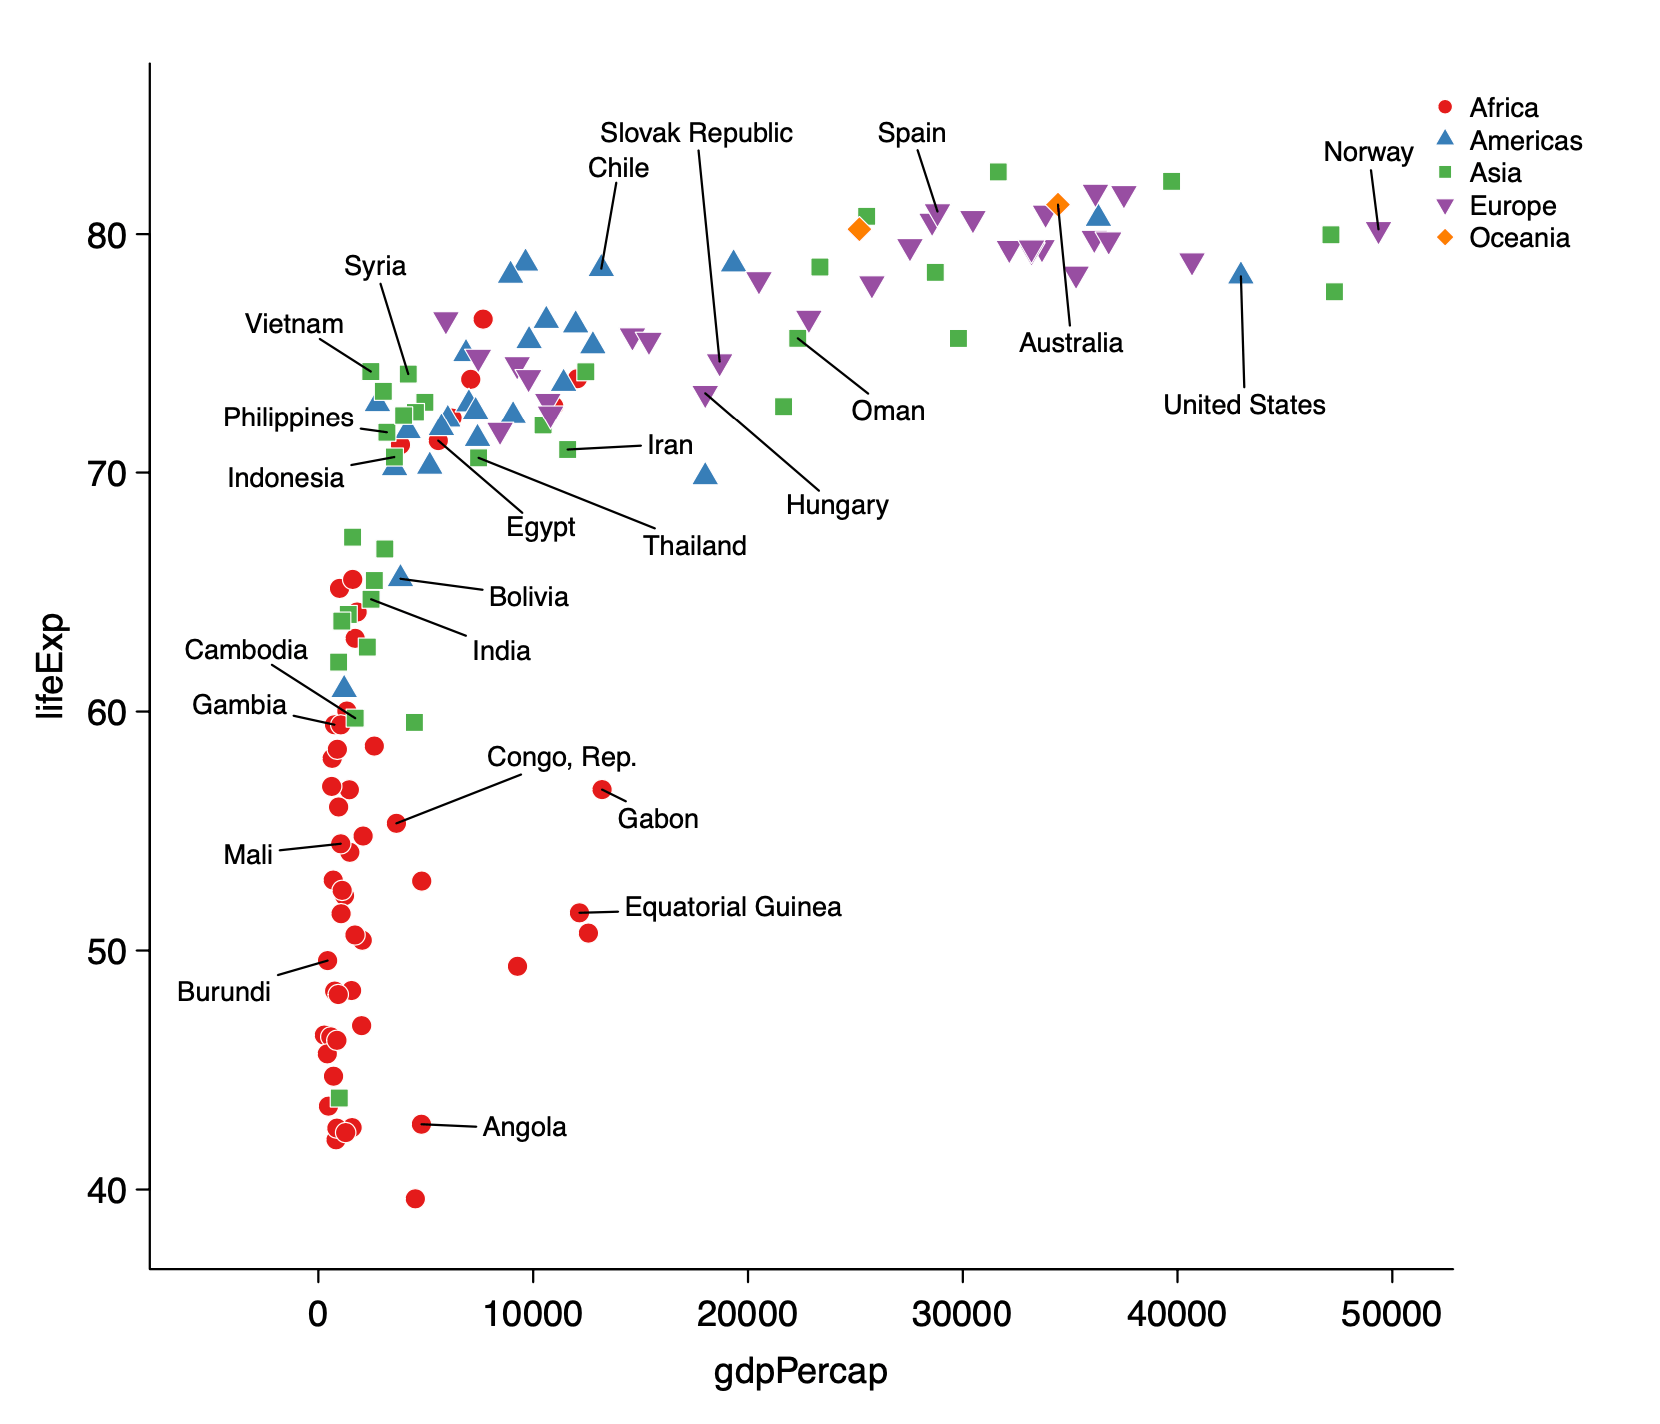 Slovak Republic
Spain
Norway
Chile
Syria
Vietnam
Philippines
Indonesia
Iran
Egypt
Thailand
Hungary
Oman
Australia
United States
Bolivia
India
Cambodia
Gambia
Congo, Rep.
Gabon
Mali
Equatorial Guinea
Burundi
Angola
Africa
Americas
Asia
Europe
Oceania
lifeExp
80
70
60
50
40
0
10000
20000
30000
40000
50000
gdpPercap